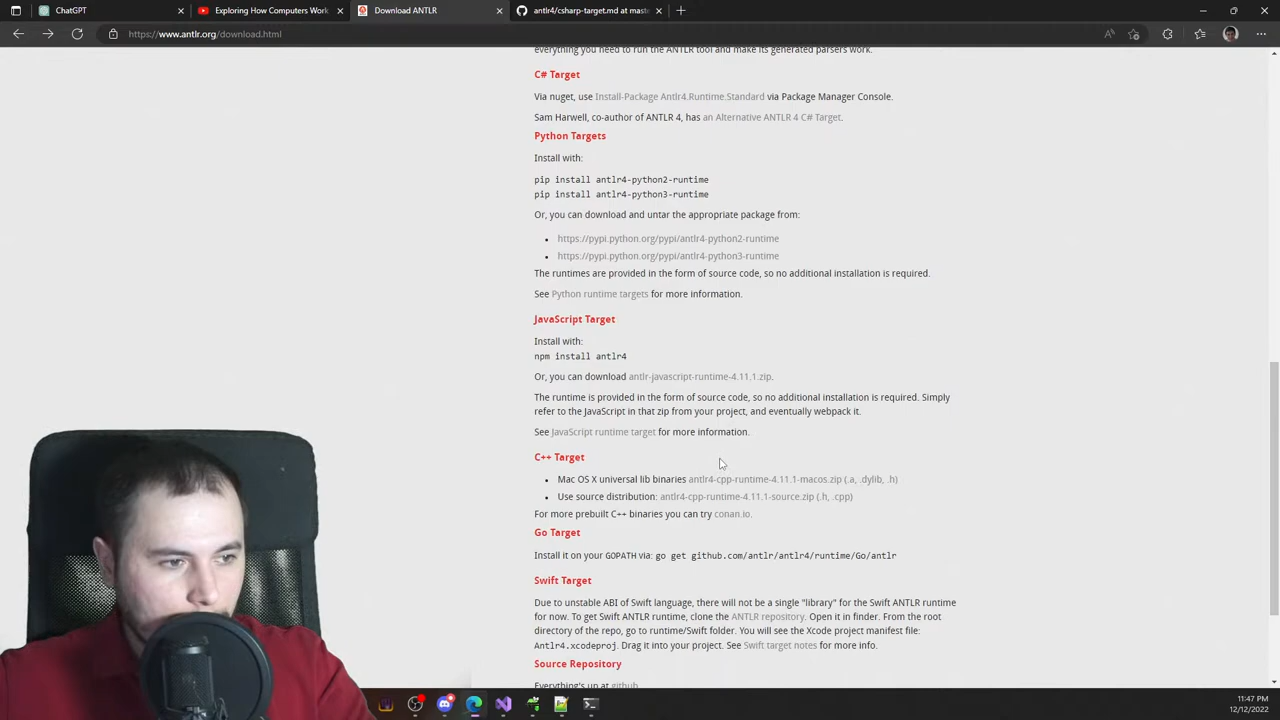 ChatGPT
Exploring How Computers Work
Download ANTLR
antlr4/csharp-target.md at mast
https://www.antlr.org/download.html
everything you need to run the ANTLR tool and make its generated parsers work.
C# Target
Via nuget, use Install-Package Antlr4.Runtime.Standard via Package Manager Console.
Sam Harwell, co-author of ANTLR 4, has an Alternative ANTLR 4 C# Target.
Python Targets
Install with:
pip install antlr4-python2-runtime
pip install antlr4-python3-runtime
Or, you can download and untar the appropriate package from:
• https://pypi.python.org/pypi/antlr4-python2-runtime
• https://pypi.python.org/pypi/antlr4-python3-runtime
The runtimes are provided in the form of source code, so no additional installation is required.
See Python runtime targets for more information.
JavaScript Target
Install with:
npm install antlr4
Or, you can download antlr-javascript-runtime-4.11.1.zip.
The runtime is provided in the form of source code, so no additional installation is required. Simply
refer to the JavaScript in that zip from your project, and eventually webpack it.
See JavaScript runtime target for more information.
C++ Target
• Mac OS X universal lib binaries antlr4-cpp-runtime-4.11.1-macos.zip (.a, .dylib, .h)
• Use source distribution: antlr4-cpp-runtime-4.11.1-source.zip (.h, .cpp)
For more prebuilt C++ binaries you can try conan.io.
Go Target
Install it on your GOPATH via: go get github.com/antlr/antlr4/runtime/Go/antlr
Swift Target
Due to unstable ABI of Swift language, there will not be a single "library" for the Swift ANTLR runtime
for now. To get Swift ANTLR runtime, clone the ANTLR repository. Open it in finder. From the root
directory of the repo, go to runtime/Swift folder. You will see the Xcode project manifest file:
Antlr4.xcodeproj. Drag it into your project. See Swift target notes for more info.
Source Repository
Everything's up at github.
11:47 PM
12/12/2022